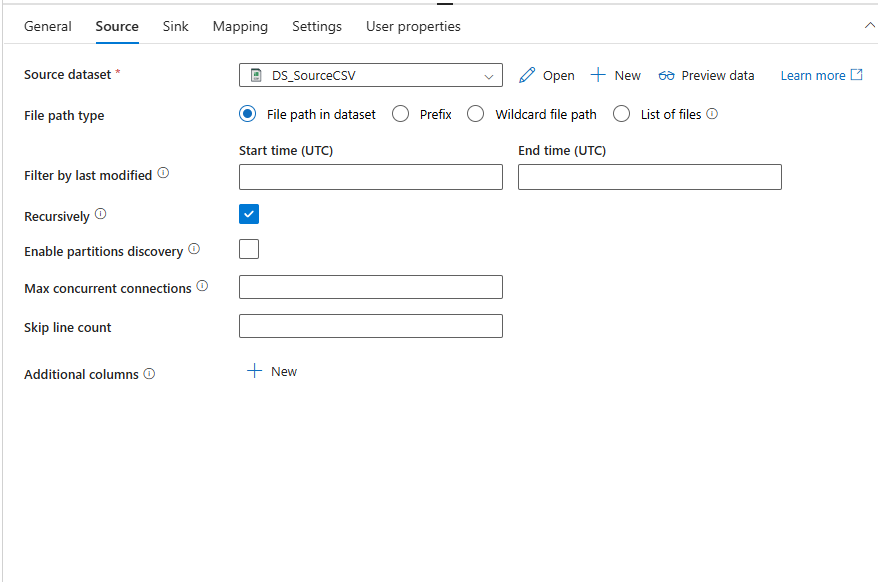 General Source Sink Mapping Settings User properties
Source dataset * DS_SourceCSV Open New Preview data Learn more
File path type File path in dataset Prefix Wildcard file path List of files
Start time (UTC) End time (UTC)
Filter by last modified
Recursively
Enable partitions discovery
Max concurrent connections
Skip line count
Additional columns New